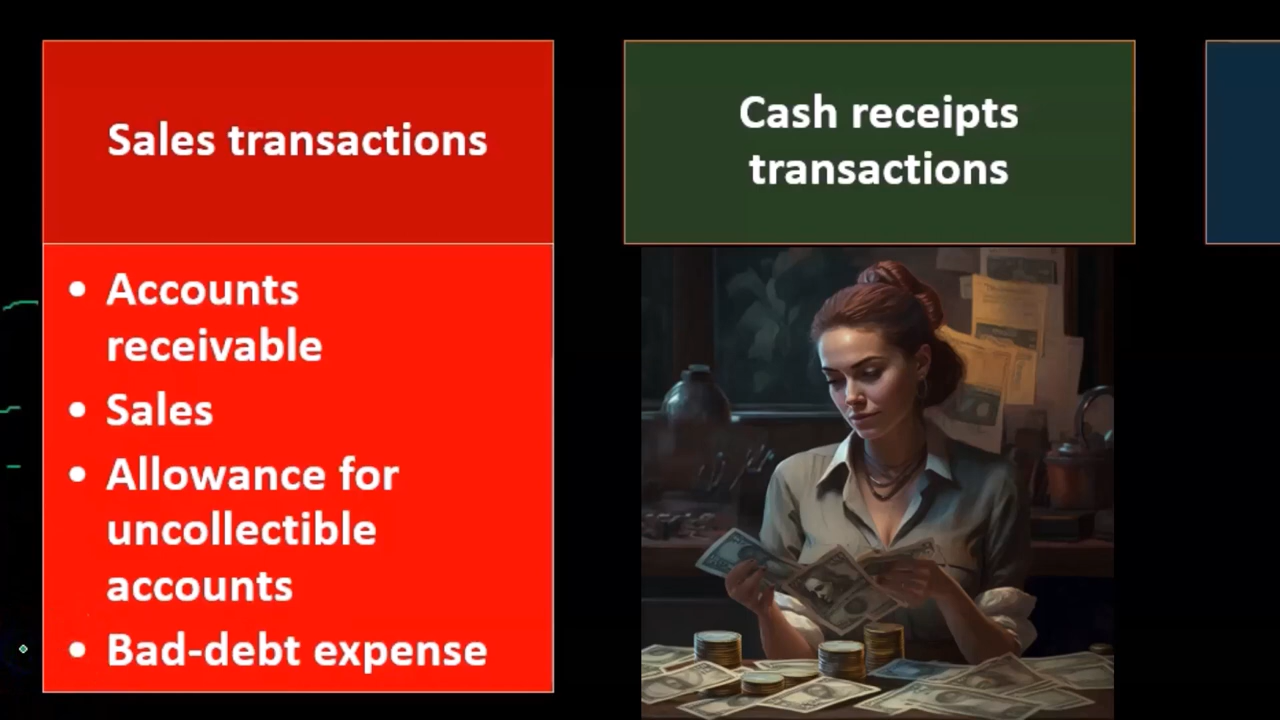 Sales transactions
• Accounts
receivable
• Sales
• Allowance for
uncollectible
accounts
• Bad-debt expense
Cash receipts
transactions